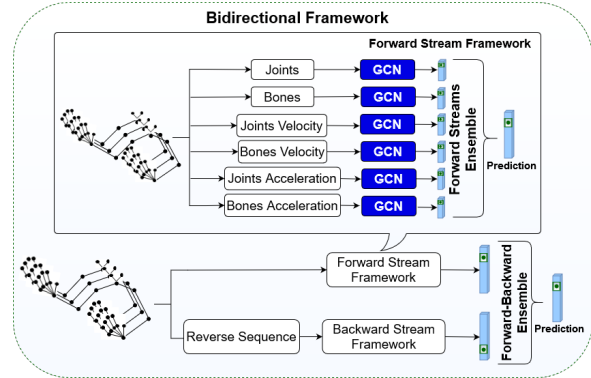 Bidirectional Framework
Forward Stream Framework
Joints
GCN
Bones
GCN
Joints Velocity
GCN
Bones Velocity
GCN
Joints Acceleration
GCN
Bones Acceleration
GCN
Forward Streams
Ensemble
Prediction
Forward Stream
Framework
Reverse Sequence
Backward Stream
Framework
Forward-Backward
Ensemble
Prediction